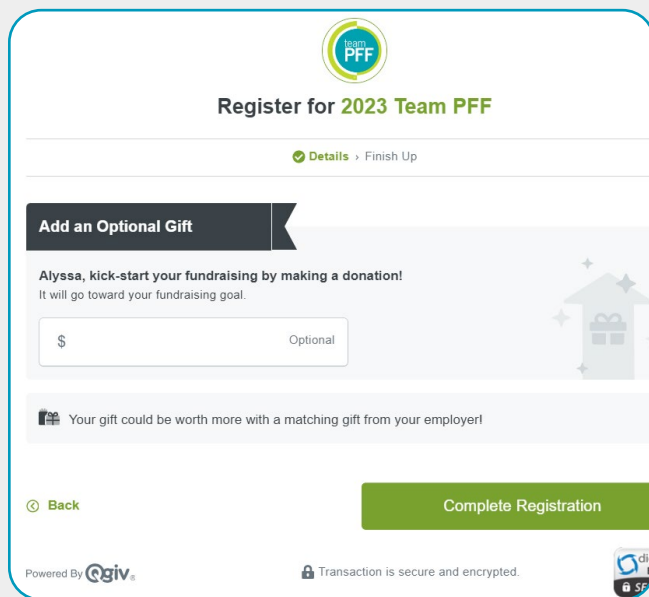 team
PFF
Register for 2023 Team PFF
Details › Finish Up
Add an Optional Gift
Alyssa, kick-start your fundraising by making a donation!
It will go toward your fundraising goal.
$ Optional
Your gift could be worth more with a matching gift from your employer!
Back
Complete Registration
Powered By Qgiv®
Transaction is secure and encrypted.